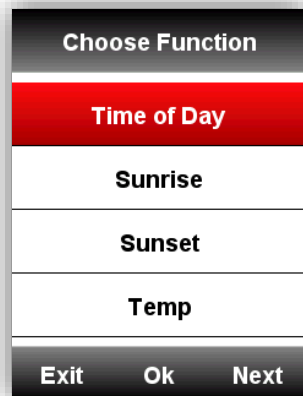 Choose Function
Time of Day
Sunrise
Sunset
Temp
Exit Ok Next